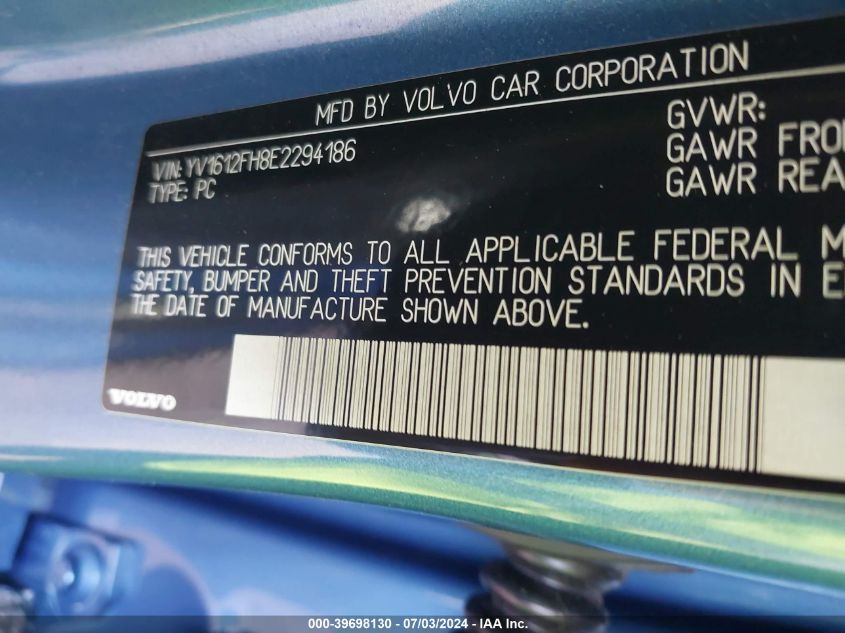 MFD BY VOLVO CAR CORPORATION
VIN: YV1612FH8E2294186
TYPE: PC
GVWR:
GAWR FRO
GAWR REA
THIS VEHICLE CONFORMS TO ALL APPLICABLE FEDERAL M
SAFETY, BUMPER AND THEFT PREVENTION STANDARDS IN E
THE DATE OF MANUFACTURE SHOWN ABOVE.
VOLVO
000-39698130 - 07/03/2024 - IAA Inc.